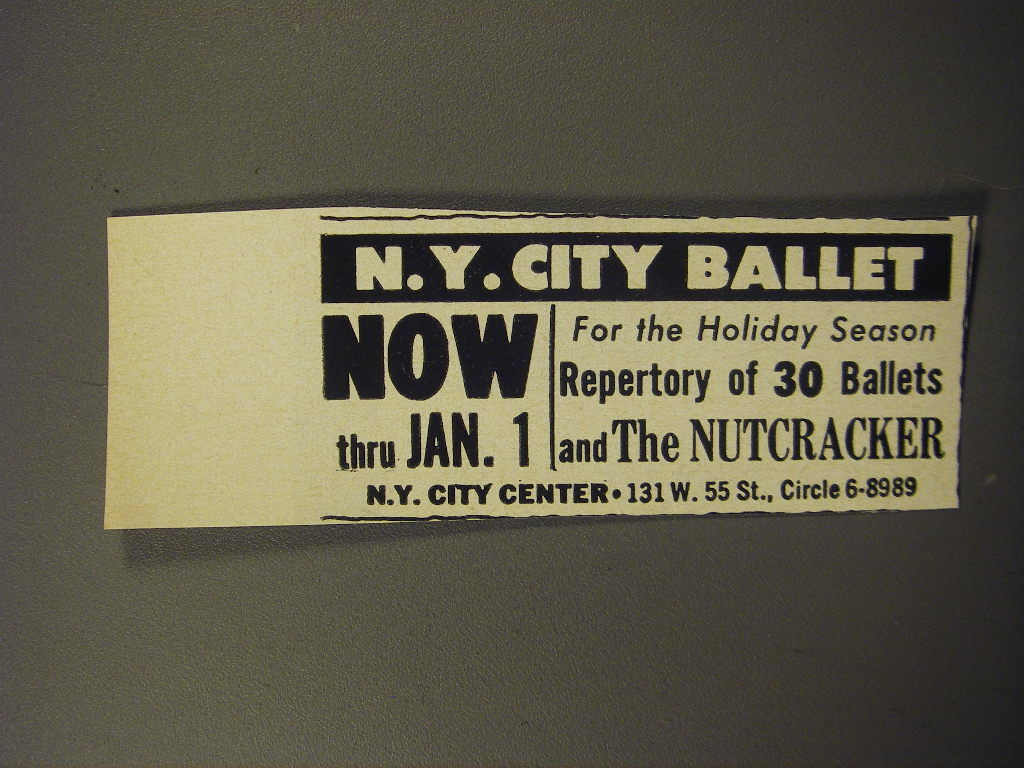 N.Y. CITY BALLET
NOW
thru JAN. 1
For the Holiday Season
Repertory of 30 Ballets
and The NUTCRACKER
N.Y. CITY CENTER • 131 W. 55 St., Circle 6-8989